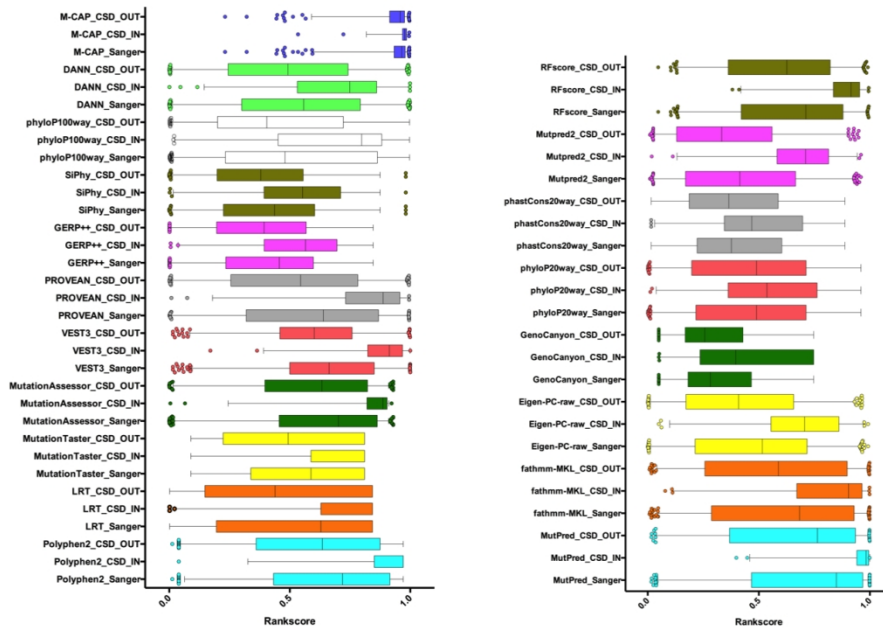 M-CAP_CSD_OUT
M-CAP_CSD_IN
M-CAP_Sanger
DANN_CSD_OUT
DANN_CSD_IN
DANN_Sanger
phyloP100way_CSD_OUT
phyloP100way_CSD_IN
phyloP100way_Sanger
SiPhy_CSD_OUT
SiPhy_CSD_IN
SiPhy_Sanger
GERP++_CSD_OUT
GERP++_CSD_IN
GERP++_Sanger
PROVEAN_CSD_OUT
PROVEAN_CSD_IN
PROVEAN_Sanger
VEST3_CSD_OUT
VEST3_CSD_IN
VEST3_Sanger
MutationAssessor_CSD_OUT
MutationAssessor_CSD_IN
MutationAssessor_Sanger
MutationTaster_CSD_OUT
MutationTaster_CSD_IN
MutationTaster_Sanger
LRT_CSD_OUT
LRT_CSD_IN
LRT_Sanger
Polyphen2_CSD_OUT
Polyphen2_CSD_IN
Polyphen2_Sanger
0.0 0.5 1.0
Rankscore
RFscore_CSD_OUT
RFscore_CSD_IN
RFscore_Sanger
Mutpred2_CSD_OUT
Mutpred2_CSD_IN
Mutpred2_Sanger
phastCons20way_CSD_OUT
phastCons20way_CSD_IN
phastCons20way_Sanger
phyloP20way_CSD_OUT
phyloP20way_CSD_IN
phyloP20way_Sanger
GenoCanyon_CSD_OUT
GenoCanyon_CSD_IN
GenoCanyon_Sanger
Eigen-PC-raw_CSD_OUT
Eigen-PC-raw_CSD_IN
Eigen-PC-raw_Sanger
fathmm-MKL_CSD_OUT
fathmm-MKL_CSD_IN
fathmm-MKL_Sanger
MutPred_CSD_OUT
MutPred_CSD_IN
MutPred_Sanger
0.0 0.5 1.0
Rankscore